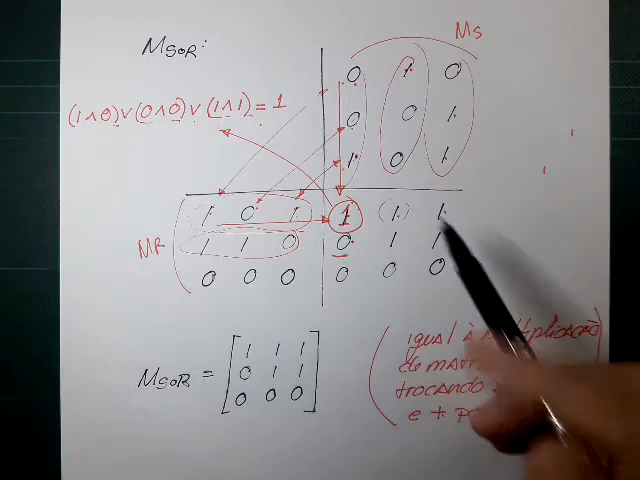 MSOR:
MS
0 1 0
(1∧0)∨(0∧0)∨(1∧1)=1
0 0 1
1 0 1
1 0 1 1 (1) 1
MR
1 1 0 0 1 1
0 0 0 0 0 0
igual à
de
MSOR = [1 1 1
0 1 1
0 0 0]
trocando
e +